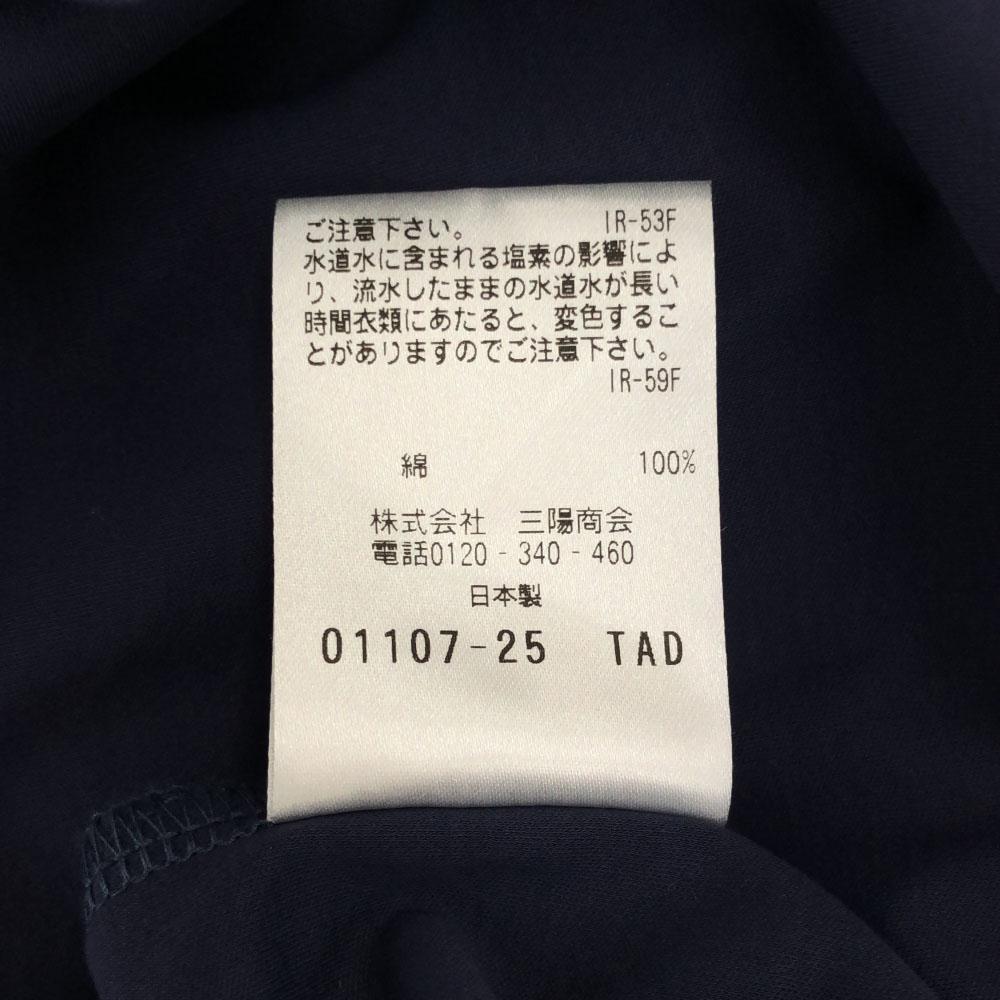 ご注意下さい。 IR-53F
水道水に含まれる塩素の影響によ
り、流水したままの水道水が長い
時間衣類にあたると、変色するこ
とがありますのでご注意下さい。
IR-59F
綿 100%
株式会社 三陽商会
電話0120-340-460
日本製
01107-25 TAD